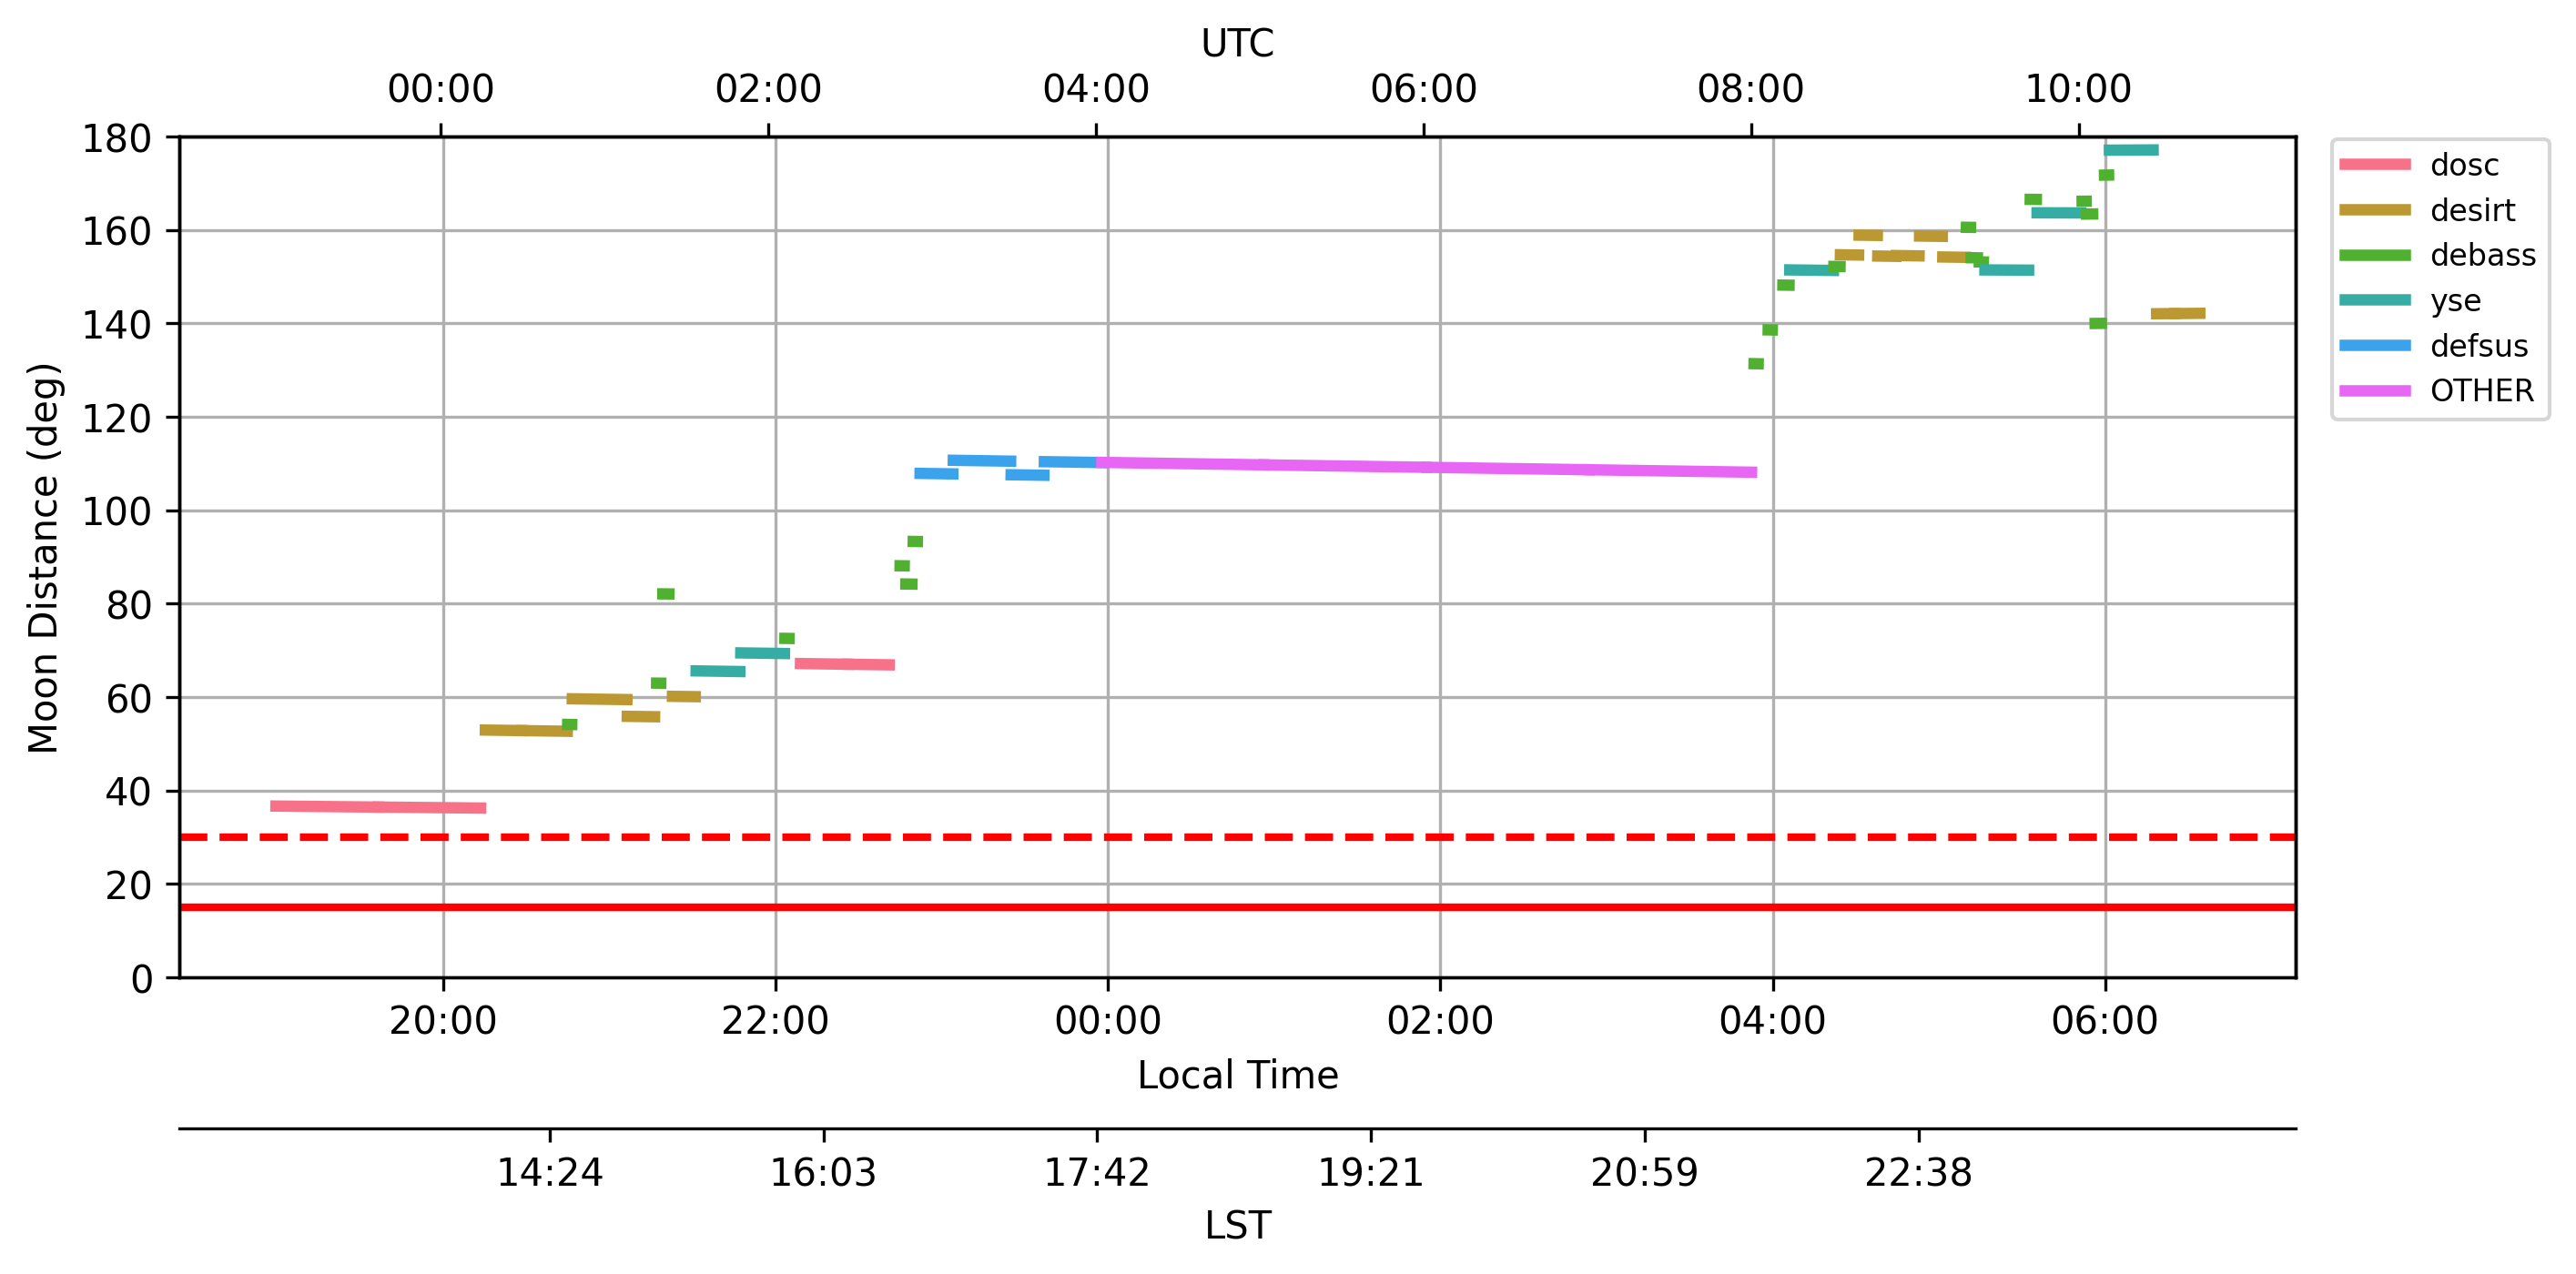 UTC
00:00 02:00 04:00 06:00 08:00 10:00
180
160
140
120
100
80
60
40
20
0
Moon Distance (deg)
dosc
desirt
debass
yse
defsus
OTHER
20:00 22:00 00:00 02:00 04:00 06:00
Local Time
14:24 16:03 17:42 19:21 20:59 22:38
LST